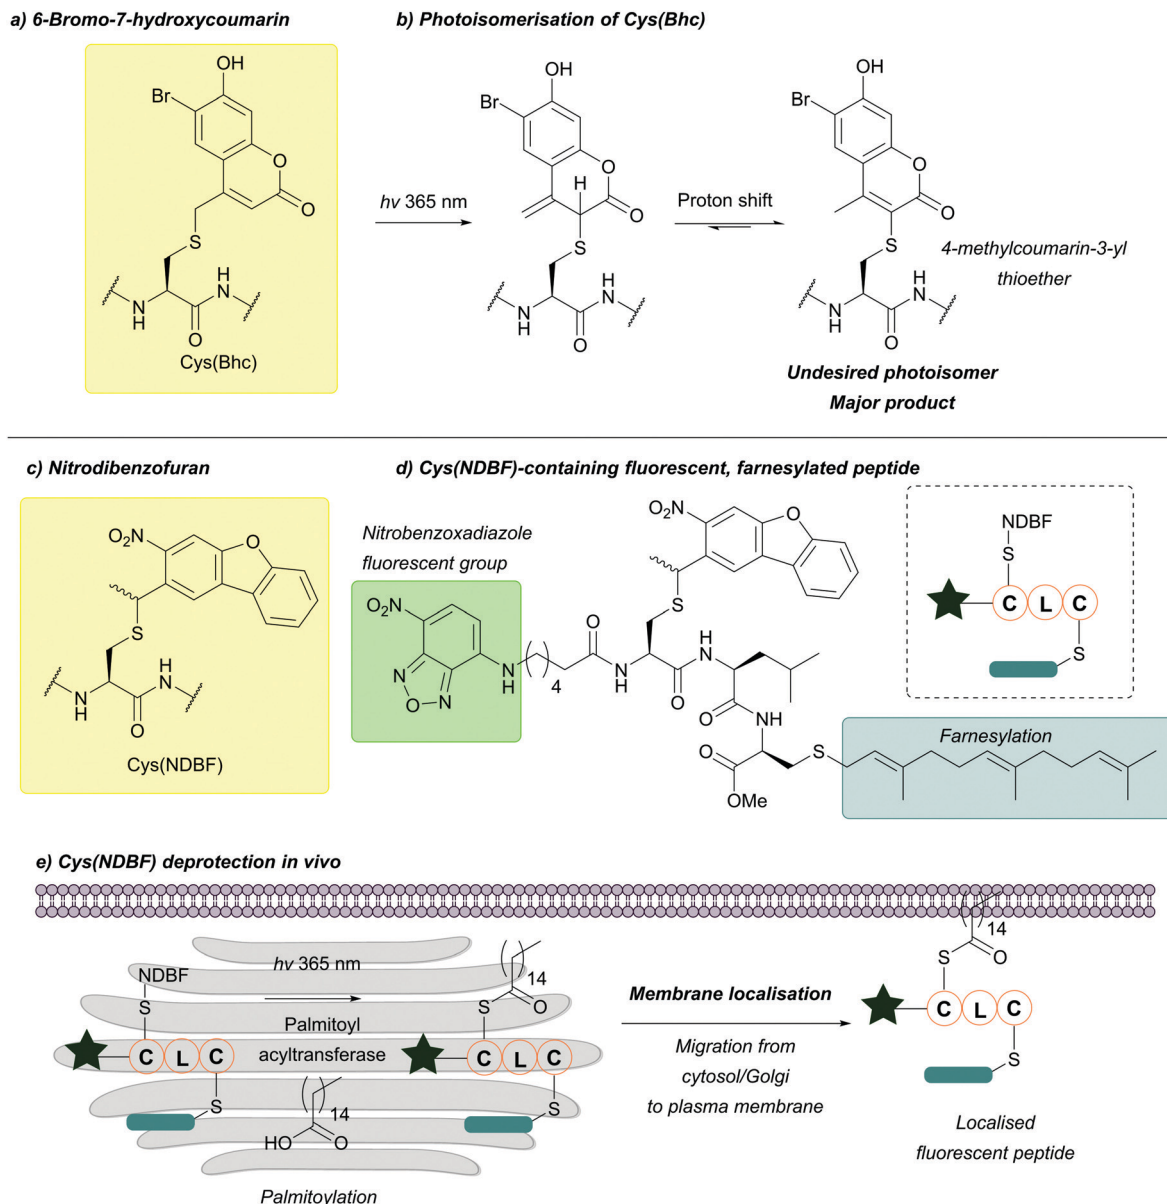 a) 6-Bromo-7-hydroxycoumarin
b) Photoisomerisation of Cys(Bhc)
OH
Br
O
O
S
N
H
H
N
O
Cys(Bhc)
hv 365 nm
OH
Br
O
H
O
S
N
H
H
N
O
Proton shift
OH
Br
O
O
S
N
H
H
N
O
4-methylcoumarin-3-yl
thioether
Undesired photoisomer
Major product
c) Nitrodibenzofuran
O2N
O
S
N
H
H
N
O
Cys(NDBF)
d) Cys(NDBF)-containing fluorescent, farnesylated peptide
Nitrobenzoxadiazole
fluorescent group
O2N
N
O
N
N
H
4
O
N
H
O2N
O
S
O
H
N
O
NH
O
OMe
S
Farnesylation
NDBF
S
C L C
S
e) Cys(NDBF) deprotection in vivo
NDBF
S
C L C
S
hv 365 nm
Palmitoyl
acyltransferase
14
HO
O
14
S
O
C L C
S
Palmitoylation
Membrane localisation
Migration from
cytosol/Golgi
to plasma membrane
14
S
O
C L C
S
Localised
fluorescent peptide